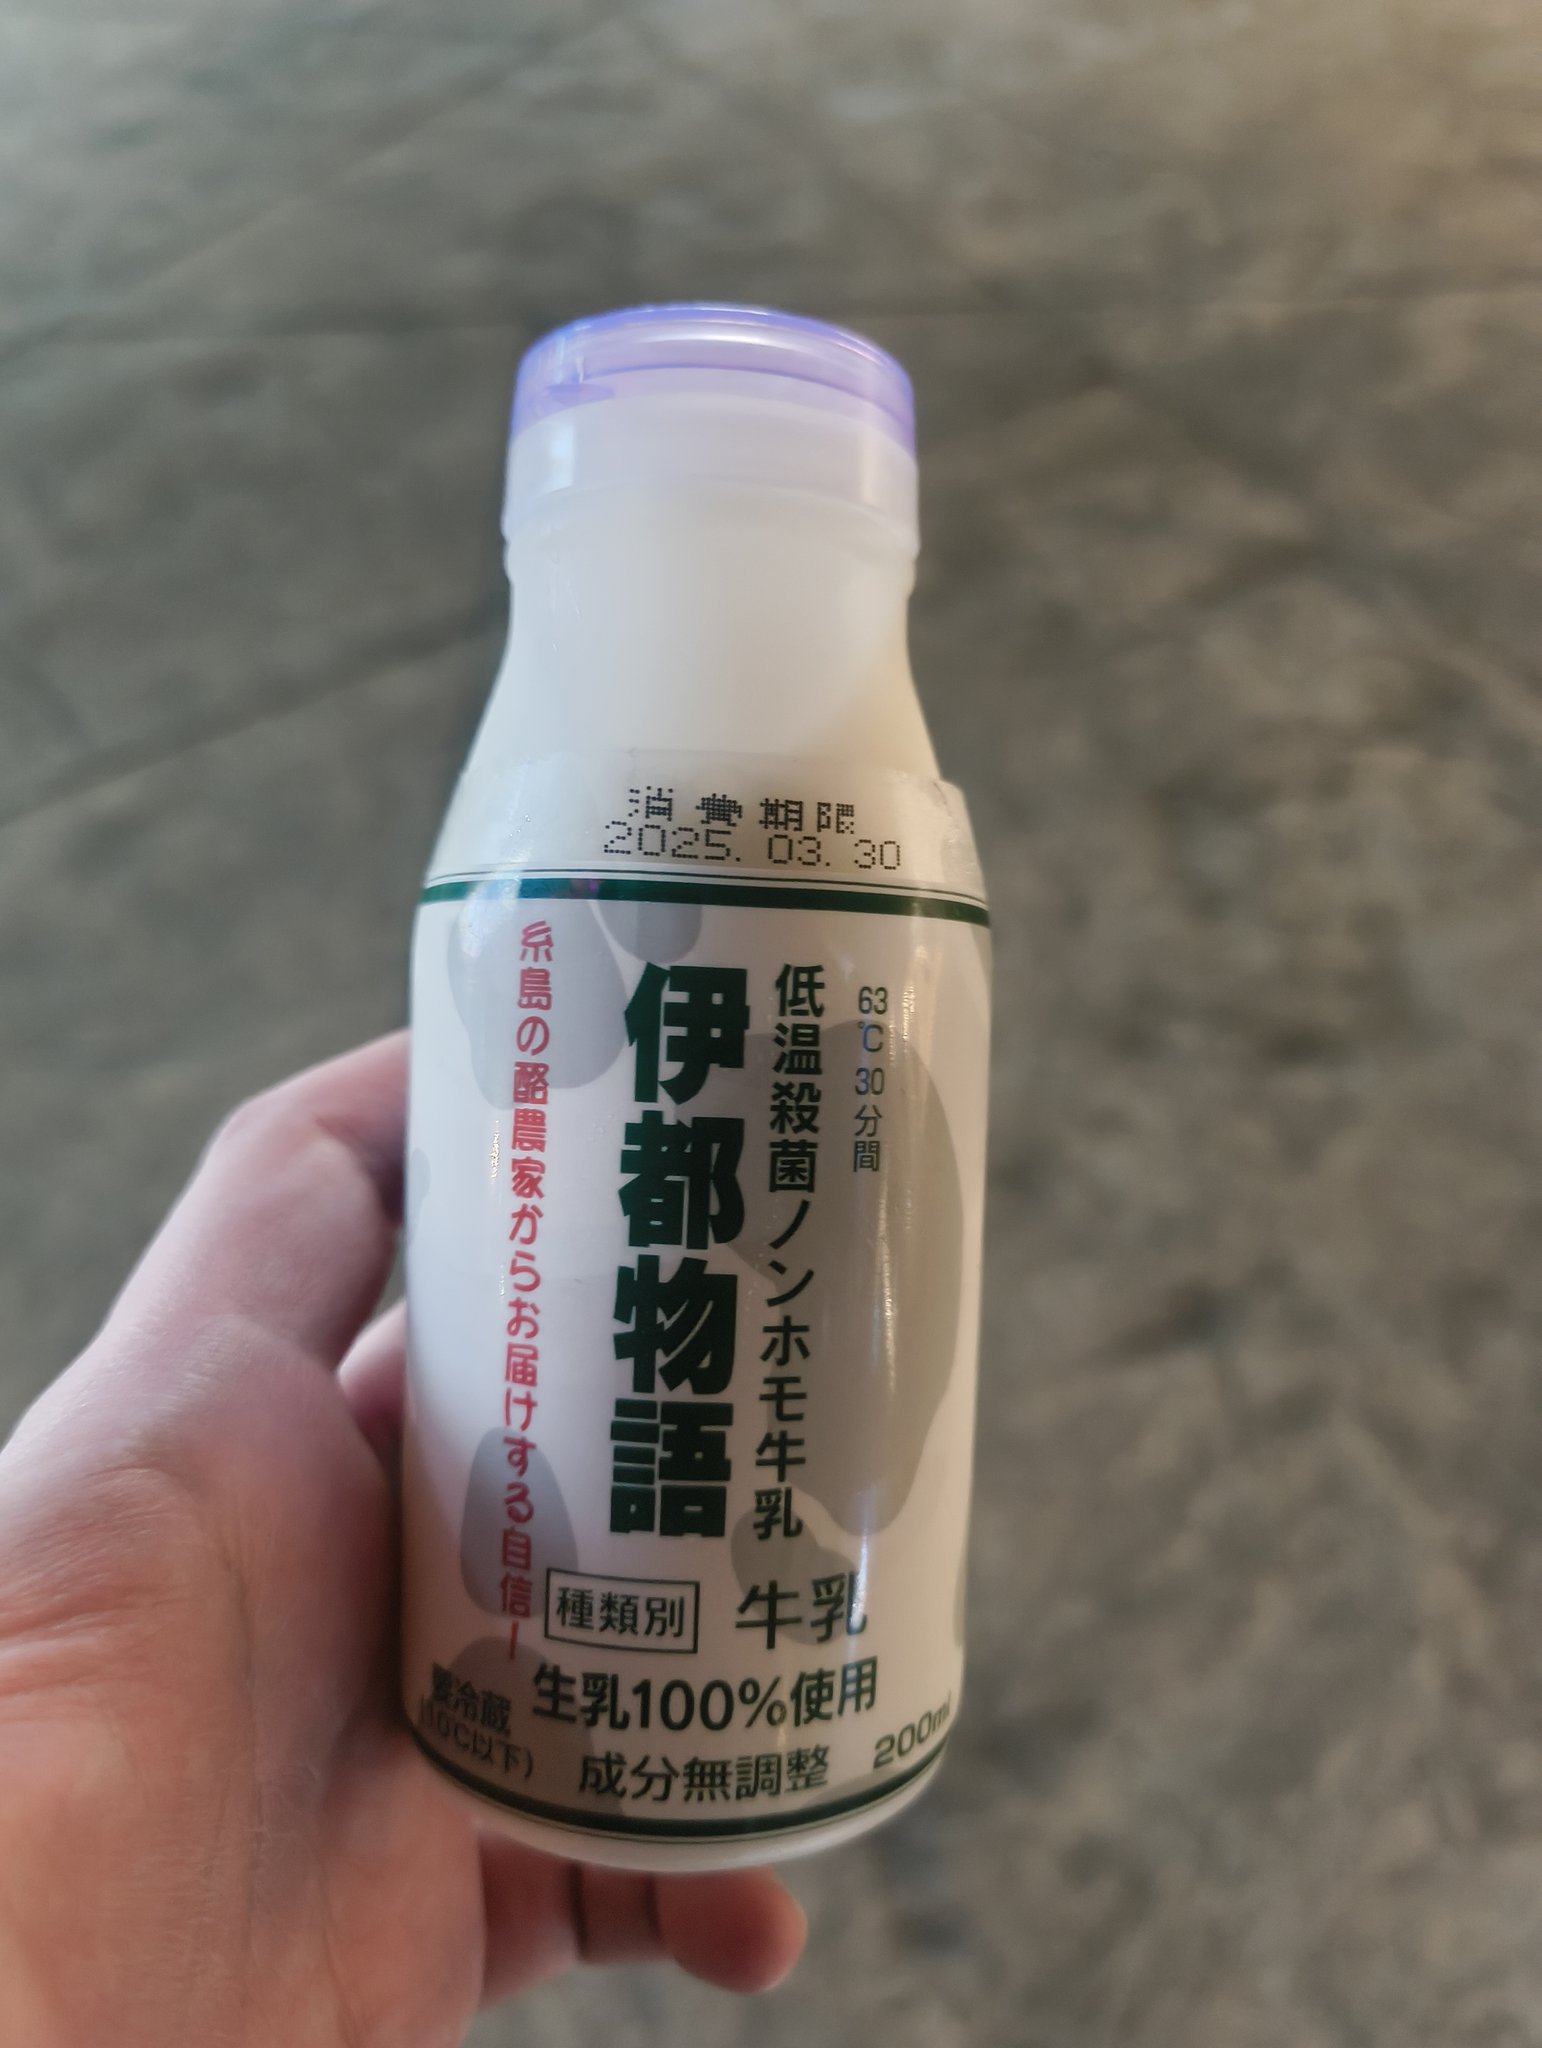 消費期限
2025.03.30
63℃30分間
低温殺菌ノンホモ牛乳
伊都物語
糸島の酪農家からお届けする自信ー
種類別 牛乳
生乳100%使用
成分無調整
200ml
要冷蔵
(10℃以下)